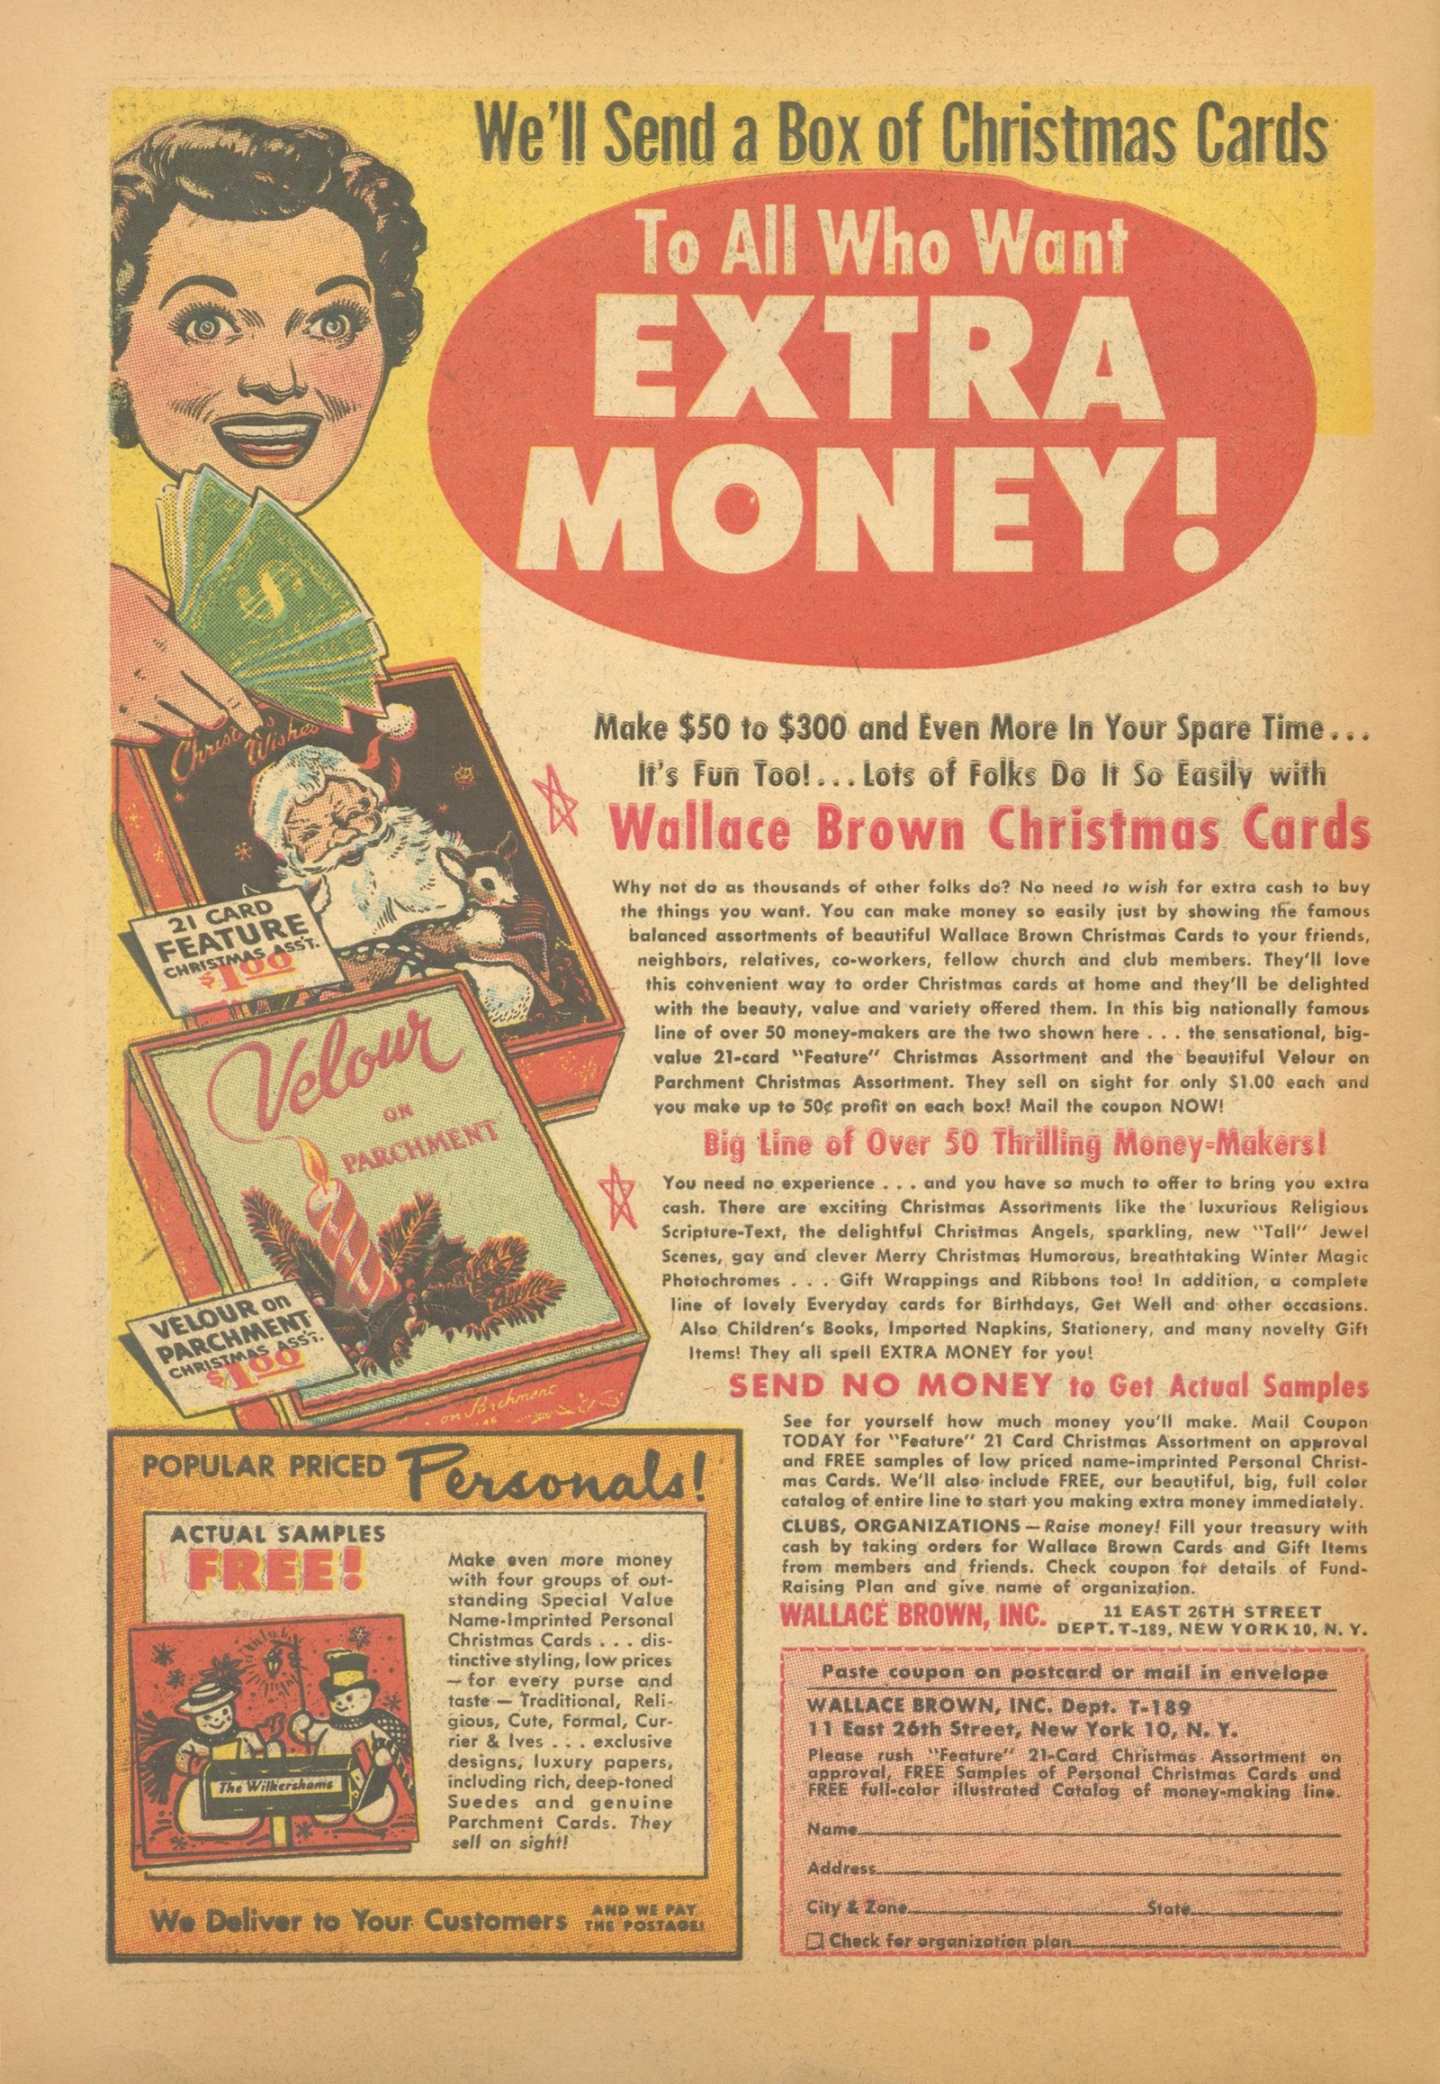 We'll Send a Box of Christmas Cards
To All Who Want
EXTRA
MONEY!
Make $50 to $300 and Even More In Your Spare Time...
It's Fun Too!...Lots of Folks Do It So Easily with
Wallace Brown Christmas Cards
Why not do as thousands of other folks do? No need to wish for extra cash to buy
the things you want. You can make money so easily just by showing the famous
balanced assortments of beautiful Wallace Brown Christmas Cards to your friends,
neighbors, relatives, co-workers, fellow church and club members. They'll love
this convenient way to order Christmas cards at home and they'll be delighted
with the beauty, value and variety offered them. In this big nationally famous
line of over 50 money-makers are the two shown here . . . the sensational, big-
value 21-card "Feature" Christmas Assortment and the beautiful Velour on
Parchment Christmas Assortment. They sell on sight for only $1.00 each and
you make up to 50¢ profit on each box! Mail the coupon NOW!
Big Line of Over 50 Thrilling Money-Makers!
You need no experience . . . and you have so much to offer to bring you extra
cash. There are exciting Christmas Assortments like the luxurious Religious
Scripture-Text, the delightful Christmas Angels, sparkling, new "Tall" Jewel
Scenes, gay and clever Merry Christmas Humorous, breathtaking Winter Magic
Photochromes . . . Gift Wrappings and Ribbons too! In addition, a complete
line of lovely Everyday cards for Birthdays, Get Well and other occasions.
Also Children's Books, Imported Napkins, Stationery, and many novelty Gift
Items! They all spell EXTRA MONEY for you!
SEND NO MONEY to Get Actual Samples
See for yourself how much money you'll make. Mail Coupon
TODAY for "Feature" 21 Card Christmas Assortment on approval
and FREE samples of low priced name-imprinted Personal Christ-
mas Cards. We'll also include FREE, our beautiful, big, full color
catalog of entire line to start you making extra money immediately.
CLUBS, ORGANIZATIONS—Raise money! Fill your treasury with
cash by taking orders for Wallace Brown Cards and Gift Items
from members and friends. Check coupon for details of Fund-
Raising Plan and give name of organization.
WALLACE BROWN, INC. 11 EAST 26TH STREET
DEPT. T-189, NEW YORK 10, N. Y.
Paste coupon on postcard or mail in envelope
WALLACE BROWN, INC. Dept. T-189
11 East 26th Street, New York 10, N. Y.
Please rush "Feature" 21-Card Christmas Assortment on
approval, FREE Samples of Personal Christmas Cards and
FREE full-color illustrated Catalog of money-making line.
Name
Address
City & Zone State
Check for organization plan
Wishes
21 CARD
FEATURE
CHRISTMAS ASS'T.
$1.00
Velour
ON
PARCHMENT
VELOUR on
PARCHMENT
CHRISTMAS ASS'T.
$1.00
on Parchment
POPULAR PRICED Personals!
ACTUAL SAMPLES
FREE!
The Wilkershams
Make even more money
with four groups of out-
standing Special Value
Name-Imprinted Personal
Christmas Cards . . . dis-
tinctive styling, low prices
—for every purse and
taste — Traditional, Reli-
gious, Cute, Formal, Cur-
rier & Ives . . . exclusive
designs, luxury papers,
including rich, deep-toned
Suedes and genuine
Parchment Cards. They
sell on sight!
We Deliver to Your Customers AND WE PAY
THE POSTAGE!